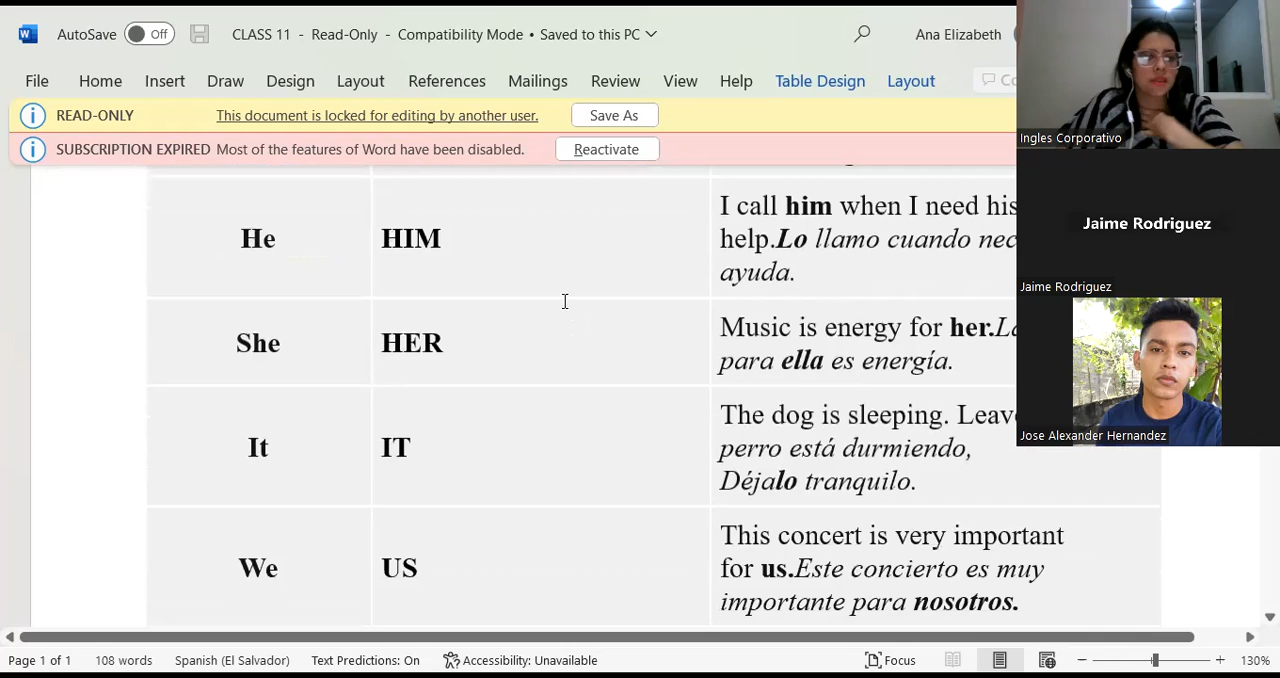 AutoSave Off CLASS 11 - Read-Only - Compatibility Mode • Saved to this PC Ana Elizabeth
File Home Insert Draw Design Layout References Mailings Review View Help Table Design Layout
READ-ONLY This document is locked for editing by another user. Save As
SUBSCRIPTION EXPIRED Most of the features of Word have been disabled. Reactivate
He HIM I call him when I need his
help.Lo llamo cuando
ayuda.
She HER Music is energy for her.
para ella es energía.
It IT The dog is sleeping.
perro está durmiendo,
Déjalo tranquilo.
We US This concert is very important
for us.Este concierto es muy
importante para nosotros.
Page 1 of 1 108 words Spanish (El Salvador) Text Predictions: On Accessibility: Unavailable Focus 130%
Ingles Corporativo
Jaime Rodriguez
Jaime Rodriguez
Jose Alexander Hernandez